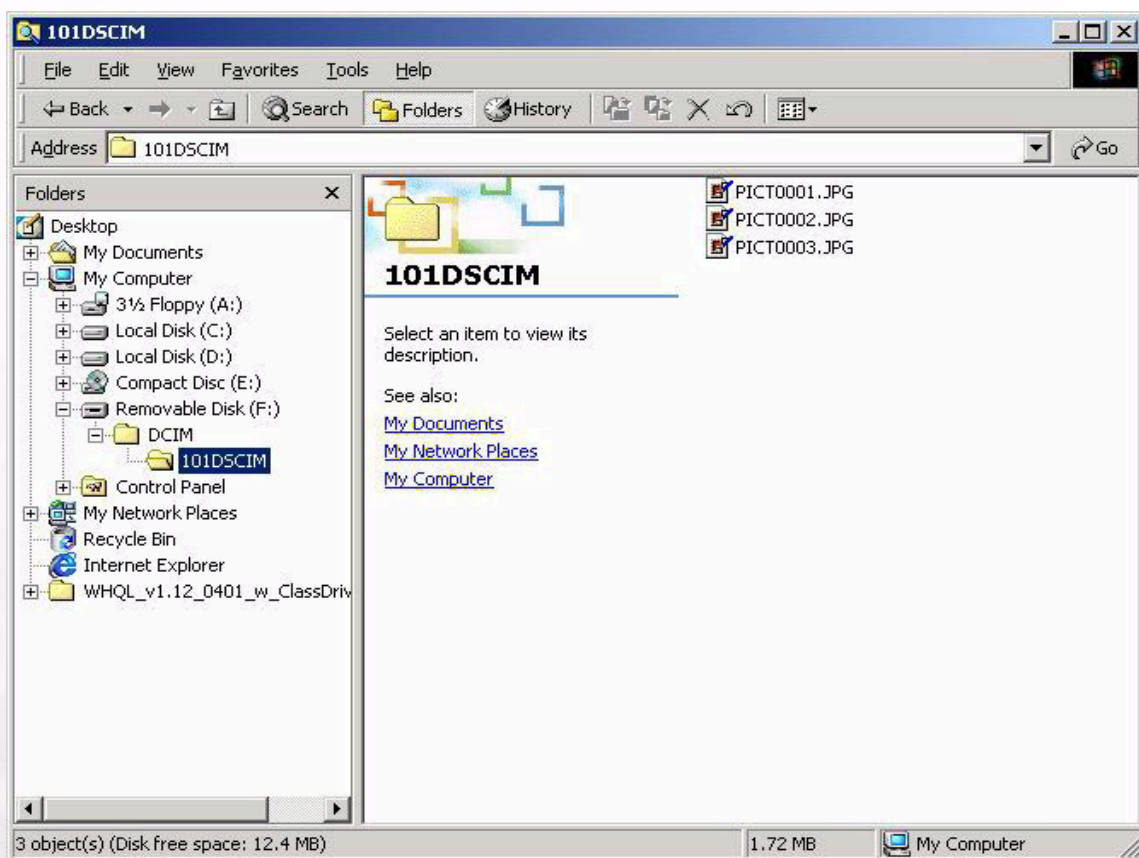 101DSCIM
File Edit View Favorites Tools Help
Back Search Folders History
Address 101DSCIM Go
Folders
Desktop
My Documents
My Computer
3½ Floppy (A:)
Local Disk (C:)
Local Disk (D:)
Compact Disc (E:)
Removable Disk (F:)
DCIM
101DSCIM
Control Panel
My Network Places
Recycle Bin
Internet Explorer
WHQL_v1.12_0401_w_ClassDriv
101DSCIM
Select an item to view its
description.
See also:
My Documents
My Network Places
My Computer
PICT0001.JPG
PICT0002.JPG
PICT0003.JPG
3 object(s) (Disk free space: 12.4 MB) 1.72 MB My Computer